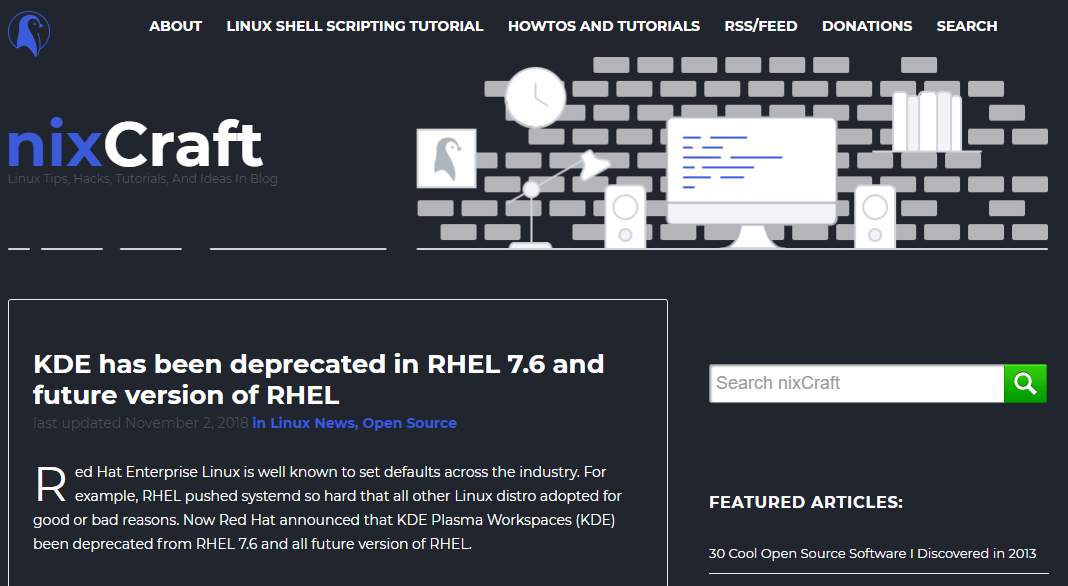 ABOUT LINUX SHELL SCRIPTING TUTORIAL HOWTOS AND TUTORIALS RSS/FEED DONATIONS SEARCH
nixCraft
Linux Tips, Hacks, Tutorials, And Ideas In Blog
KDE has been deprecated in RHEL 7.6 and
future version of RHEL
last updated November 2, 2018 in Linux News, Open Source
Red Hat Enterprise Linux is well known to set defaults across the industry. For
example, RHEL pushed systemd so hard that all other Linux distro adopted for
good or bad reasons. Now Red Hat announced that KDE Plasma Workspaces (KDE)
been deprecated from RHEL 7.6 and all future version of RHEL.
Search nixCraft
FEATURED ARTICLES:
30 Cool Open Source Software I Discovered in 2013